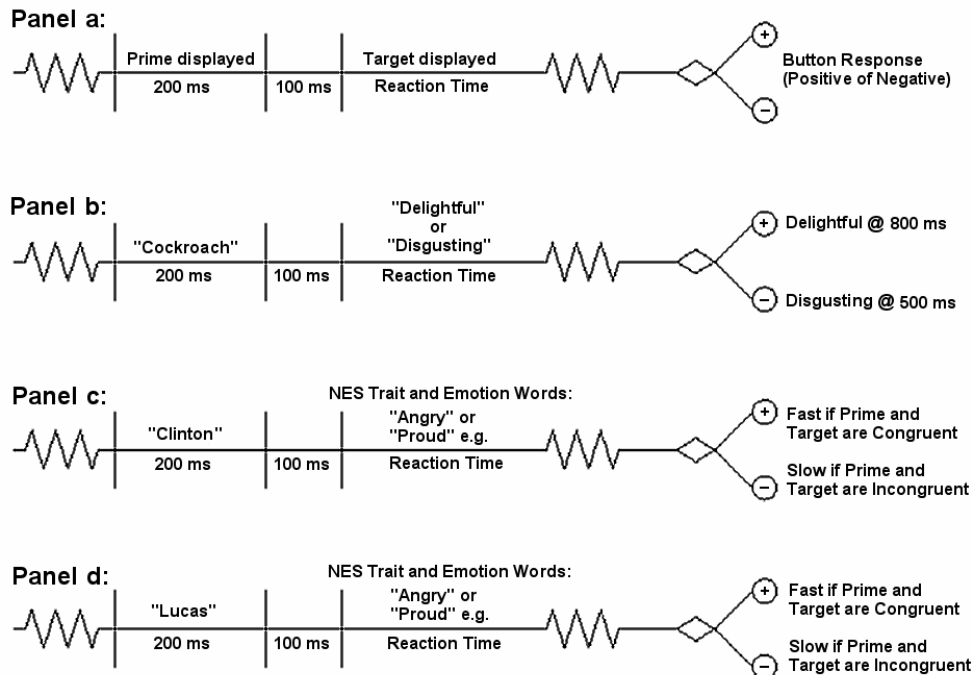 Panel a:
Prime displayed
200 ms
100 ms
Target displayed
Reaction Time
+
−
Button Response
(Positive of Negative)
Panel b:
"Cockroach"
200 ms
100 ms
"Delightful"
or
"Disgusting"
Reaction Time
+
Delightful @ 800 ms
−
Disgusting @ 500 ms
Panel c:
NES Trait and Emotion Words:
"Clinton"
200 ms
100 ms
"Angry" or
"Proud" e.g.
Reaction Time
+
Fast if Prime and
Target are Congruent
−
Slow if Prime and
Target are Incongruent
Panel d:
NES Trait and Emotion Words:
"Lucas"
200 ms
100 ms
"Angry" or
"Proud" e.g.
Reaction Time
+
Fast if Prime and
Target are Congruent
−
Slow if Prime and
Target are Incongruent